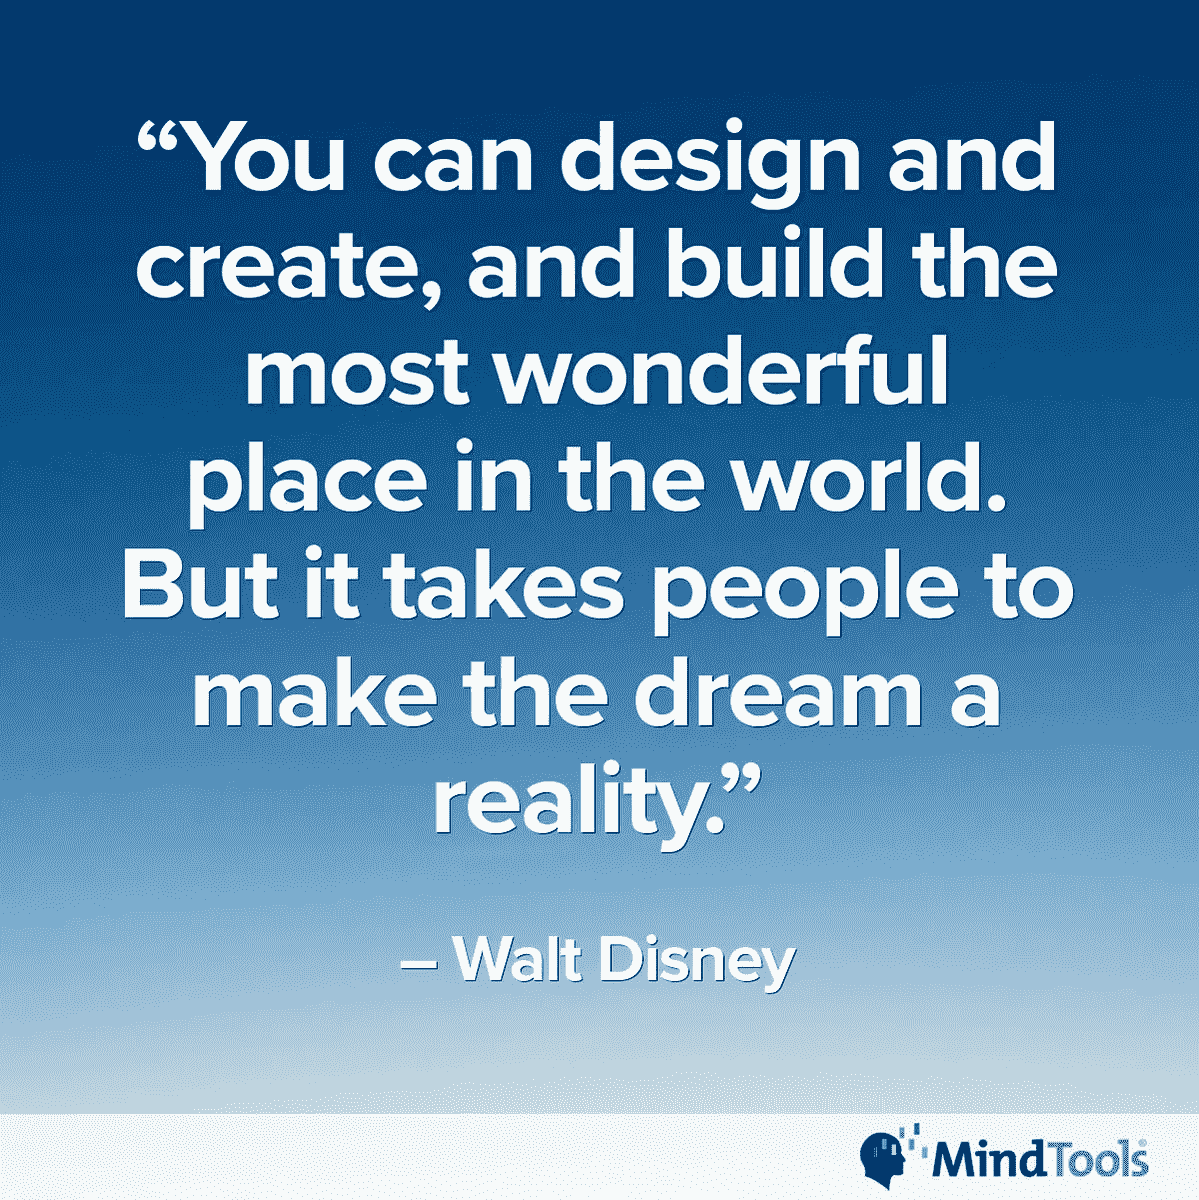 “You can design and
create, and build the
most wonderful
place in the world.
But it takes people to
make the dream a
reality.”
– Walt Disney
MindTools®